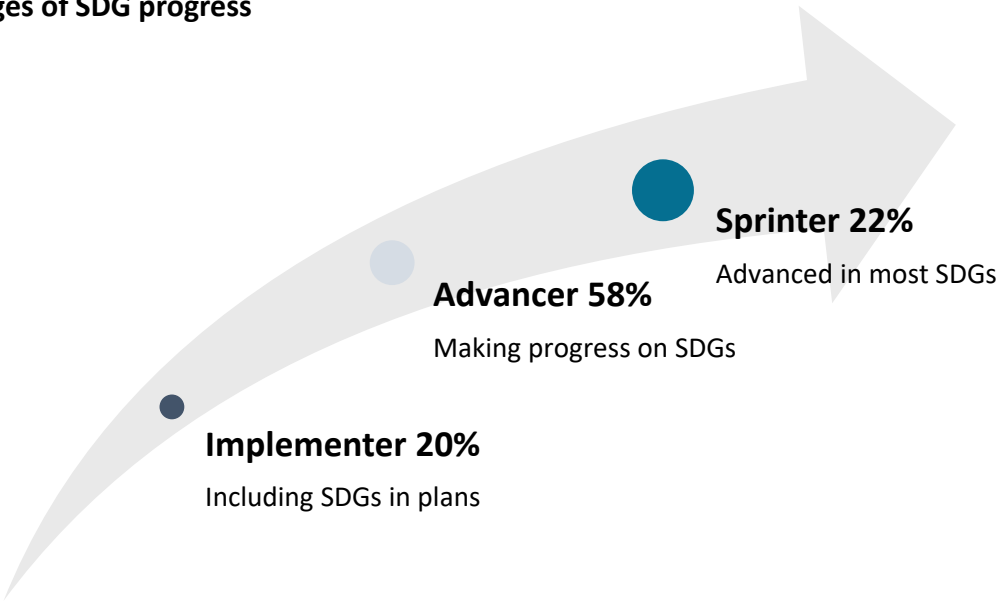 ges of SDG progress
Sprinter 22%
Advanced in most SDGs
Advancer 58%
Making progress on SDGs
Implementer 20%
Including SDGs in plans